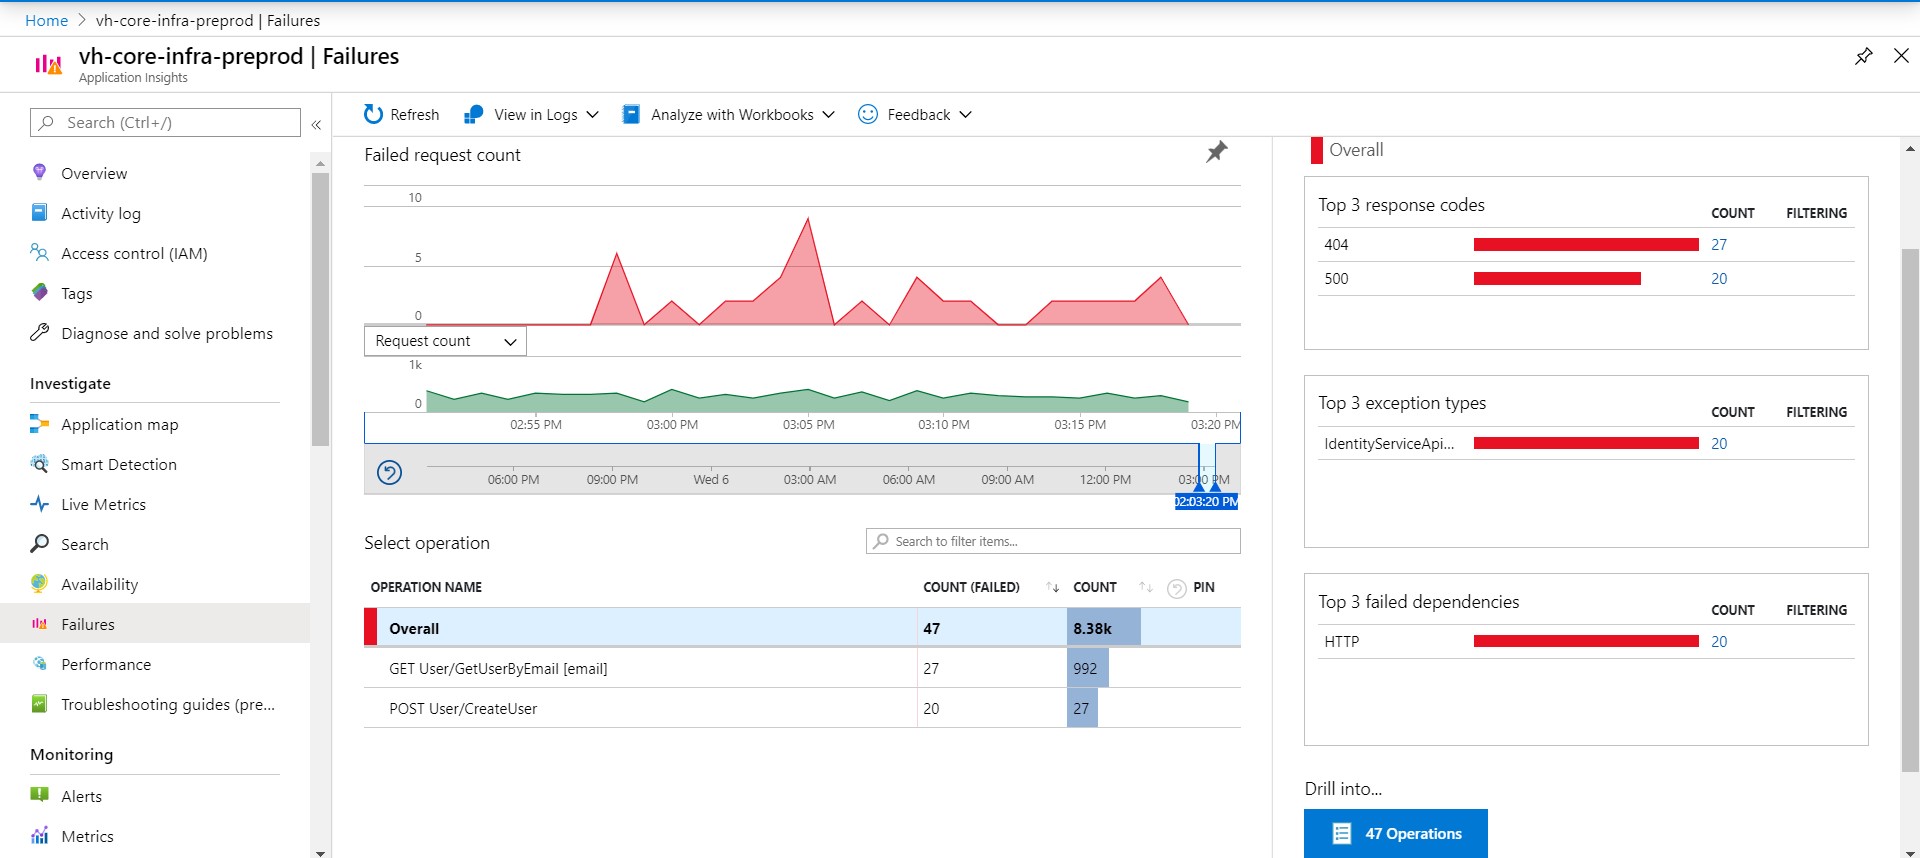 Home > vh-core-infra-preprod | Failures
vh-core-infra-preprod | Failures
Application Insights
Search (Ctrl+/)
«
Overview
Activity log
Access control (IAM)
Tags
Diagnose and solve problems
Investigate
Application map
Smart Detection
Live Metrics
Search
Availability
Failures
Performance
Troubleshooting guides (pre...
Monitoring
Alerts
Metrics
Refresh
View in Logs
Analyze with Workbooks
Feedback
Failed request count
10
5
0
Request count
1k
0
02:55 PM 03:00 PM 03:05 PM 03:10 PM 03:15 PM 03:20 PM
06:00 PM 09:00 PM Wed 6 03:00 AM 06:00 AM 09:00 AM 12:00 PM 03:00 PM
03:20 PM
Select operation
Search to filter items...
OPERATION NAME COUNT (FAILED) COUNT PIN
Overall 47 8.38k
GET User/GetUserByEmail [email] 27 992
POST User/CreateUser 20 27
Overall
Top 3 response codes COUNT FILTERING
404 27
500 20
Top 3 exception types COUNT FILTERING
IdentityServiceApi... 20
Top 3 failed dependencies COUNT FILTERING
HTTP 20
Drill into...
47 Operations